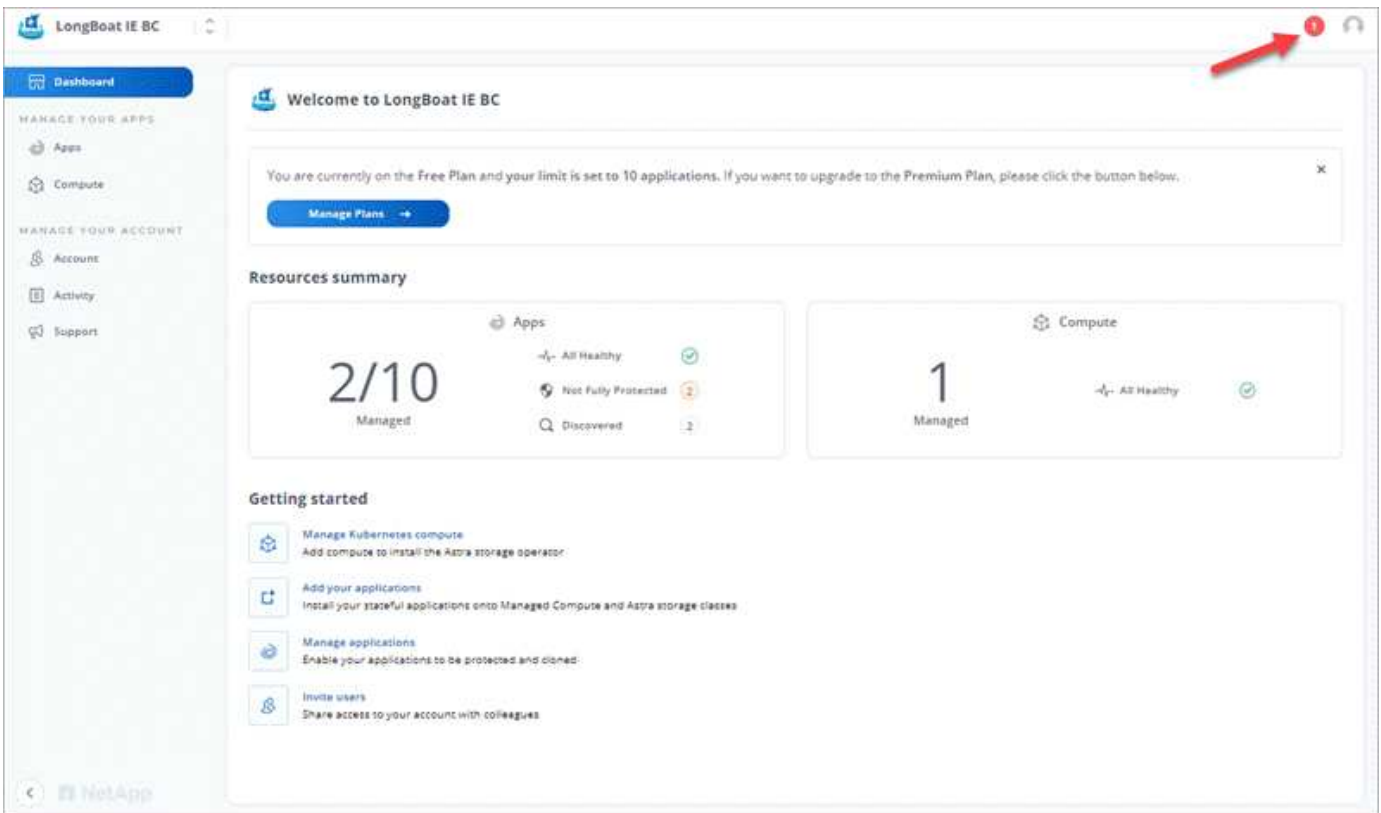 LongBoat IE BC
1
Dashboard
MANAGE YOUR APPS
Apps
Compute
MANAGE YOUR ACCOUNT
Account
Activity
Support
Welcome to LongBoat IE BC
You are currently on the Free Plan and your limit is set to 10 applications. If you want to upgrade to the Premium Plan, please click the button below.
Manage Plans
Resources summary
Apps
2/10
Managed
All Healthy
Not Fully Protected 2
Discovered 2
Compute
1
Managed
All Healthy
Getting started
Manage Kubernetes compute
Add compute to install the Astra storage operator
Add your applications
Install your stateful applications onto Managed Compute and Astra storage classes
Manage applications
Enable your applications to be protected and cloned
Invite users
Share access to your account with colleagues
NetApp